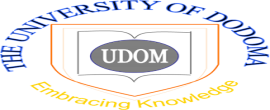 THE UNIVERSITY OF DODOMA
UDOM
Embracing Knowledge